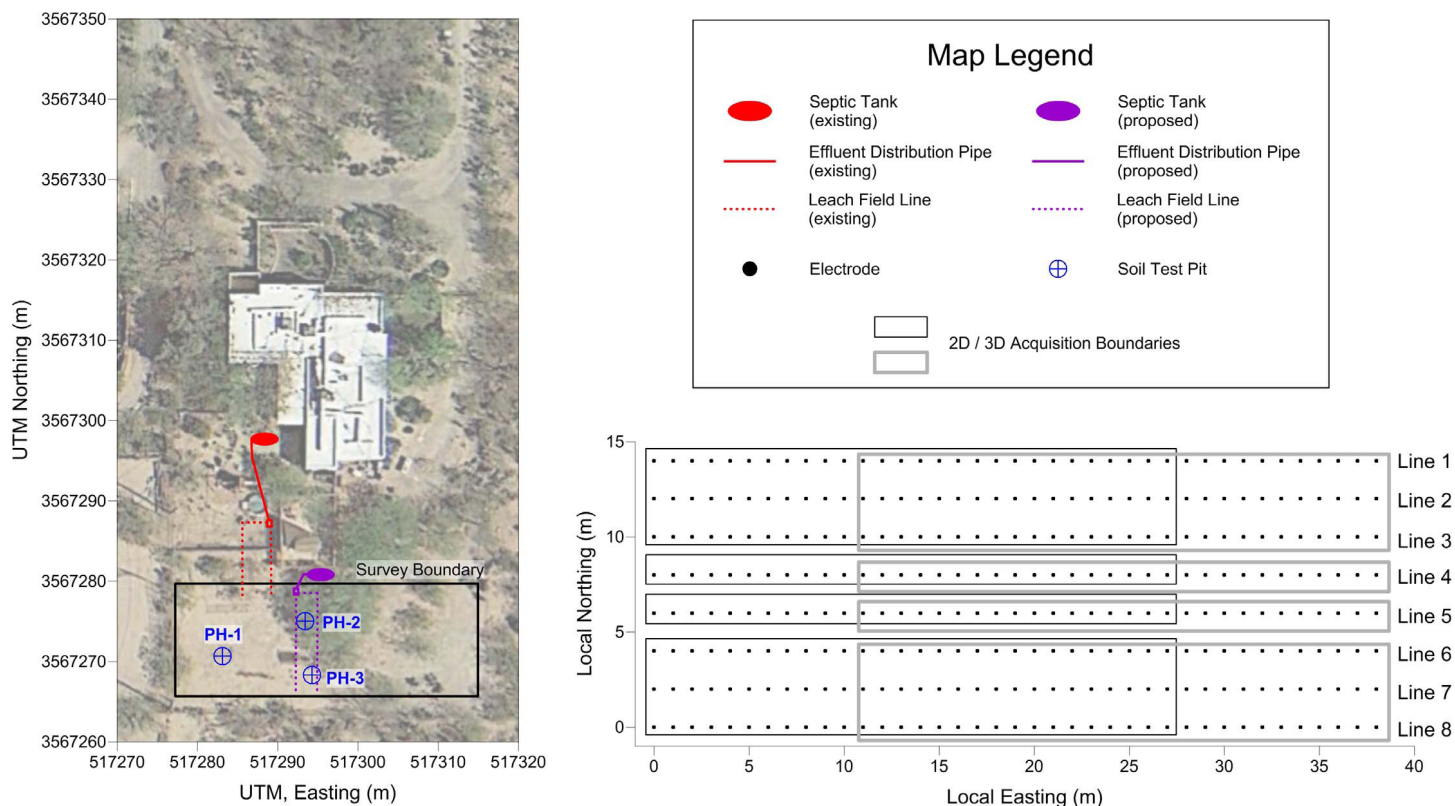 3567350
3567340
3567330
3567320
3567310
3567300
3567290
3567280
3567270
3567260
UTM Northing (m)
517270
517280
517290
517300
517310
517320
UTM, Easting (m)
Survey Boundary
PH-1
PH-2
PH-3
Map Legend
Septic Tank
(existing)
Septic Tank
(proposed)
Effluent Distribution Pipe
(existing)
Effluent Distribution Pipe
(proposed)
Leach Field Line
(existing)
Leach Field Line
(proposed)
Electrode
Soil Test Pit
2D / 3D Acquisition Boundaries
15
10
5
0
Local Northing (m)
Line 1
Line 2
Line 3
Line 4
Line 5
Line 6
Line 7
Line 8
0
5
10
15
20
25
30
35
40
Local Easting (m)